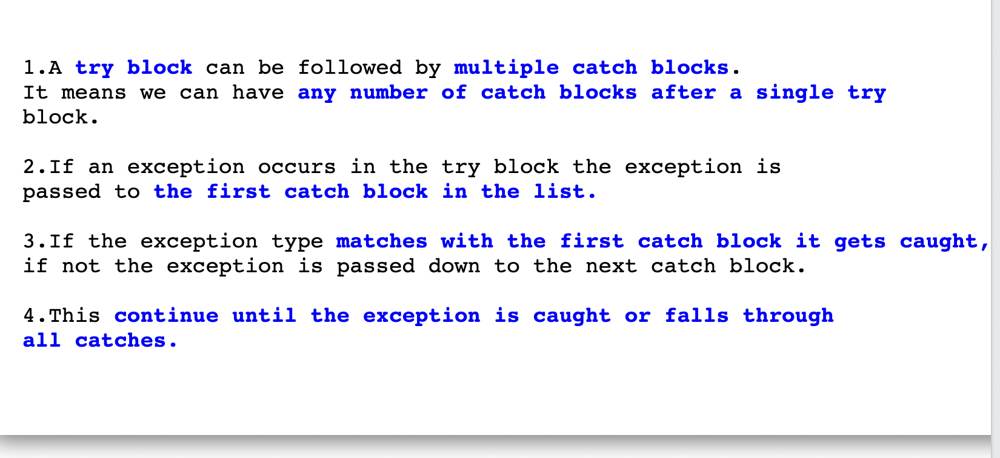 1.A try block can be followed by multiple catch blocks.
It means we can have any number of catch blocks after a single try
block.
2.If an exception occurs in the try block the exception is
passed to the first catch block in the list.
3.If the exception type matches with the first catch block it gets caught,
if not the exception is passed down to the next catch block.
4.This continue until the exception is caught or falls through
all catches.